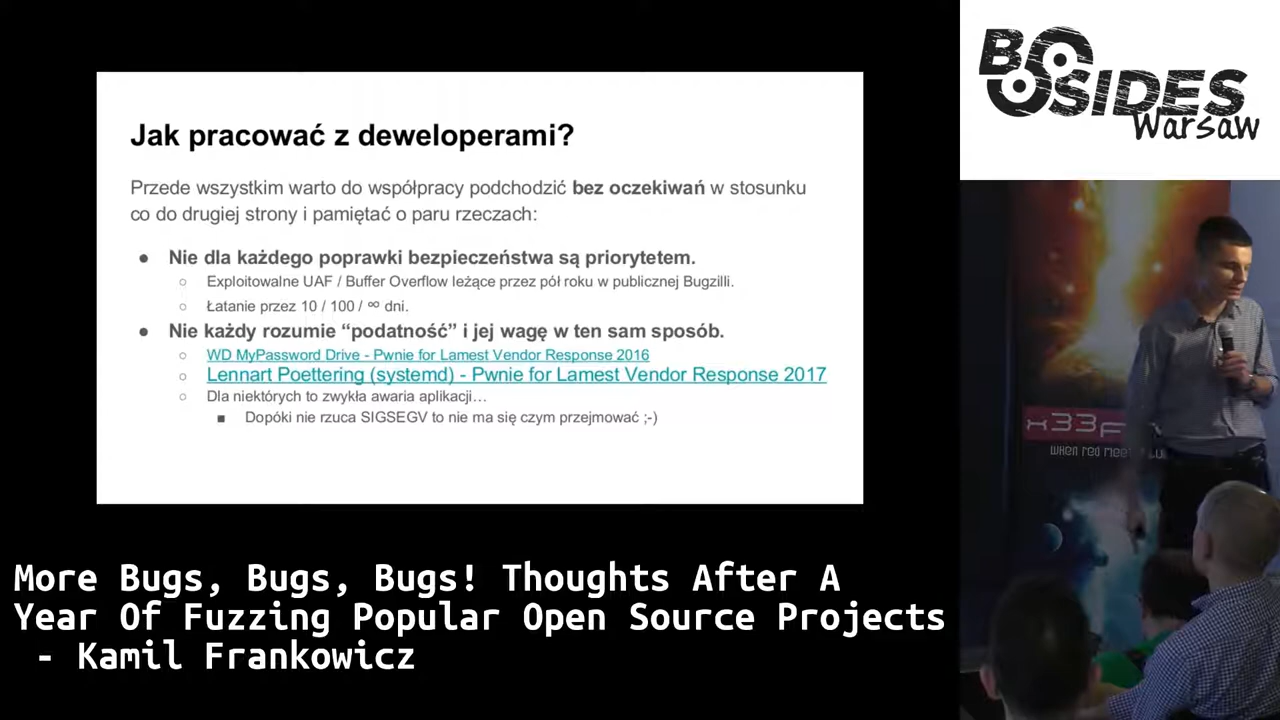 Jak pracować z deweloperami?
Przede wszystkim warto do współpracy podchodzić bez oczekiwań w stosunku
co do drugiej strony i pamiętać o paru rzeczach:
● Nie dla każdego poprawki bezpieczeństwa są priorytetem.
○ Exploitowalne UAF / Buffer Overflow leżące przez pół roku w publicznej Bugzilli.
○ Łatanie przez 10 / 100 / ∞ dni.
● Nie każdy rozumie “podatność” i jej wagę w ten sam sposób.
○ WD MyPassword Drive - Pwnie for Lamest Vendor Response 2016
○ Lennart Poettering (systemd) - Pwnie for Lamest Vendor Response 2017
○ Dla niektórych to zwykła awaria aplikacji…
■ Dopóki nie rzuca SIGSEGV to nie ma się czym przejmować ;-)
BSIDES
Warsaw
x33f
when red meet
More Bugs, Bugs, Bugs! Thoughts After A
Year Of Fuzzing Popular Open Source Projects
- Kamil Frankowicz